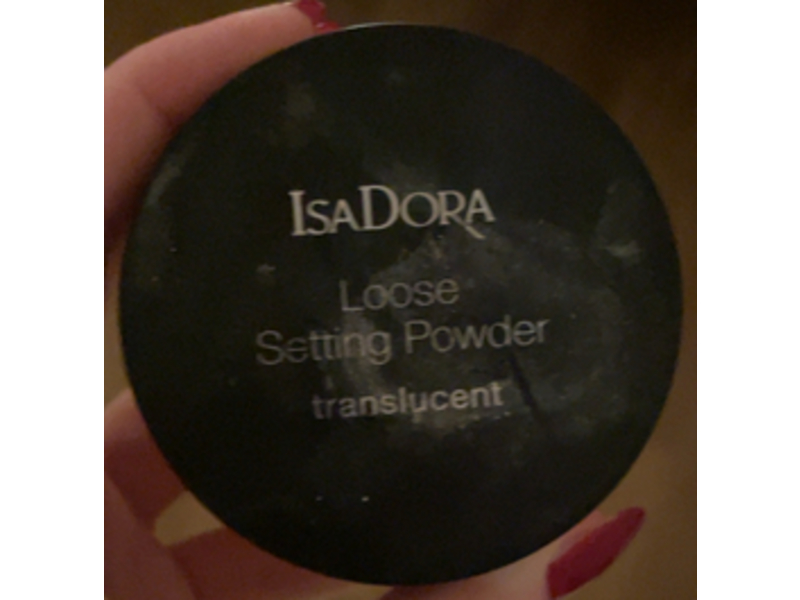 IsaDora
Loose
Setting Powder
translucent